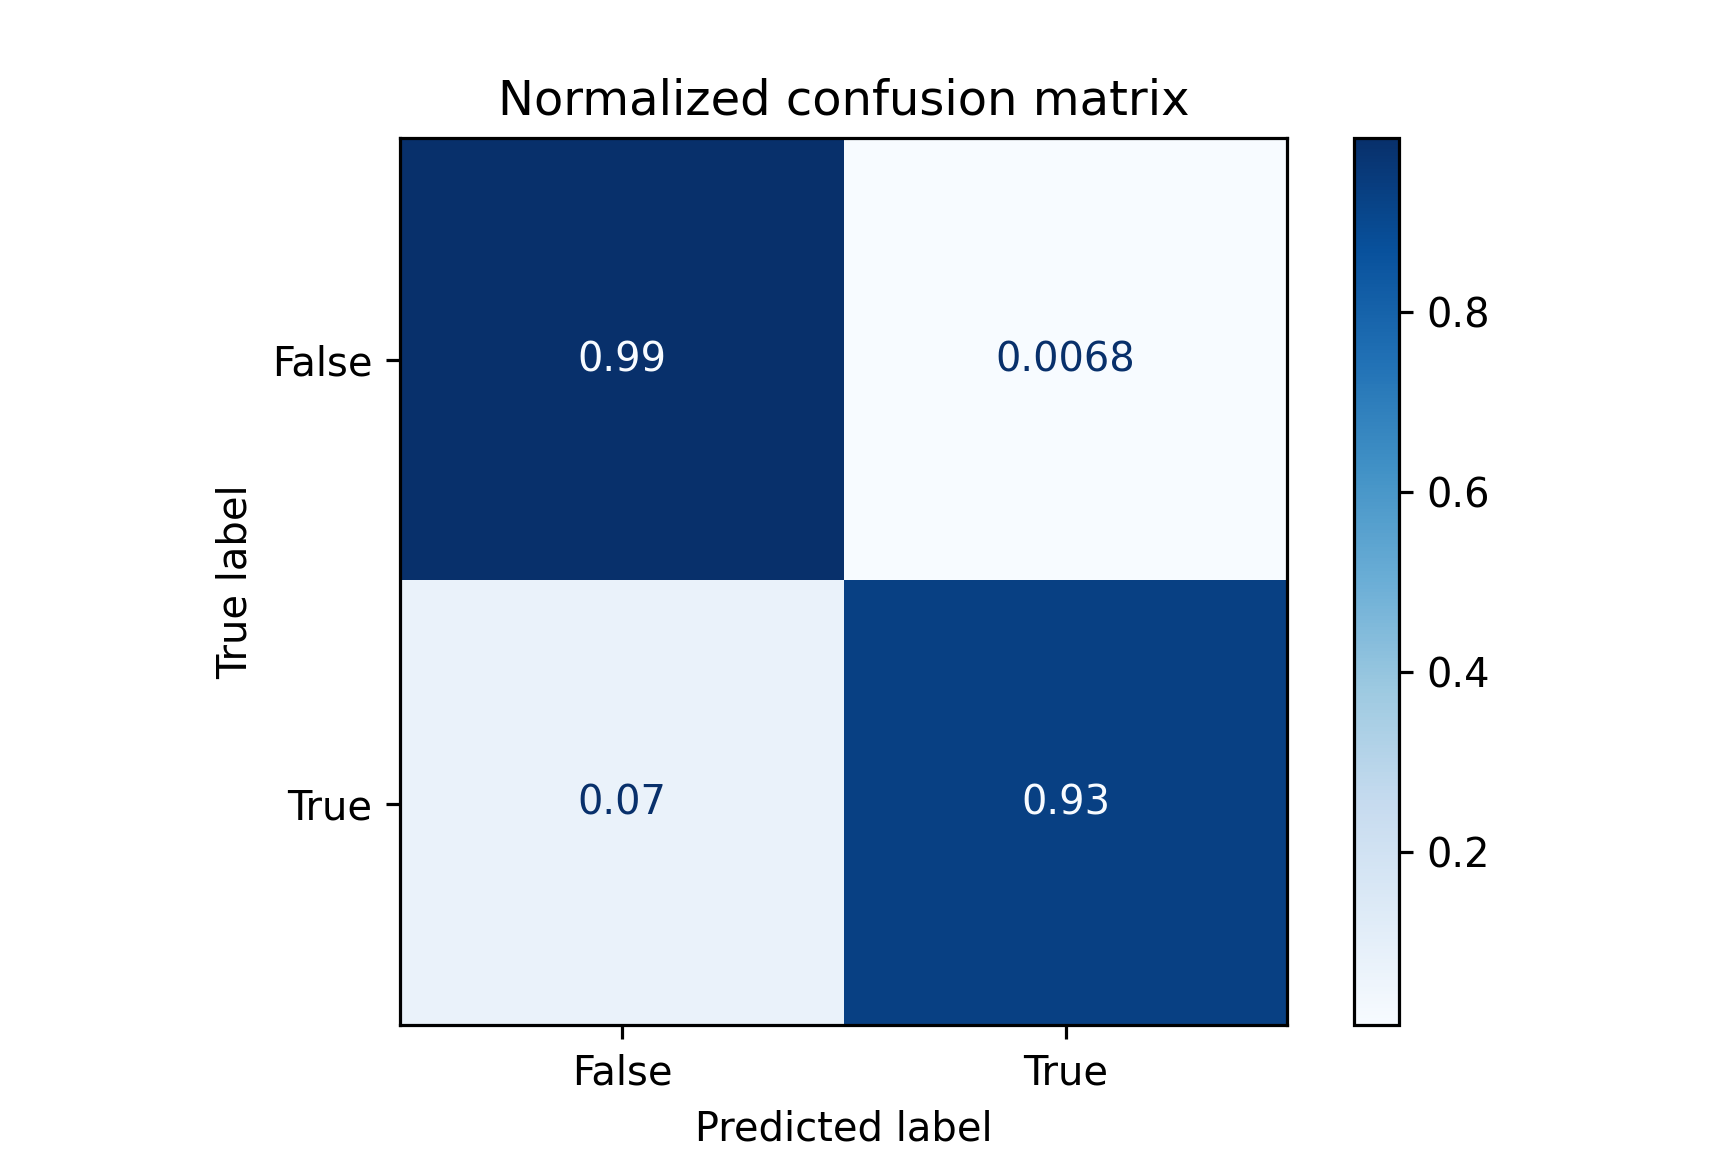 Normalized confusion matrix
True label
False
True
0.99
0.0068
0.07
0.93
False
True
Predicted label
0.8
0.6
0.4
0.2